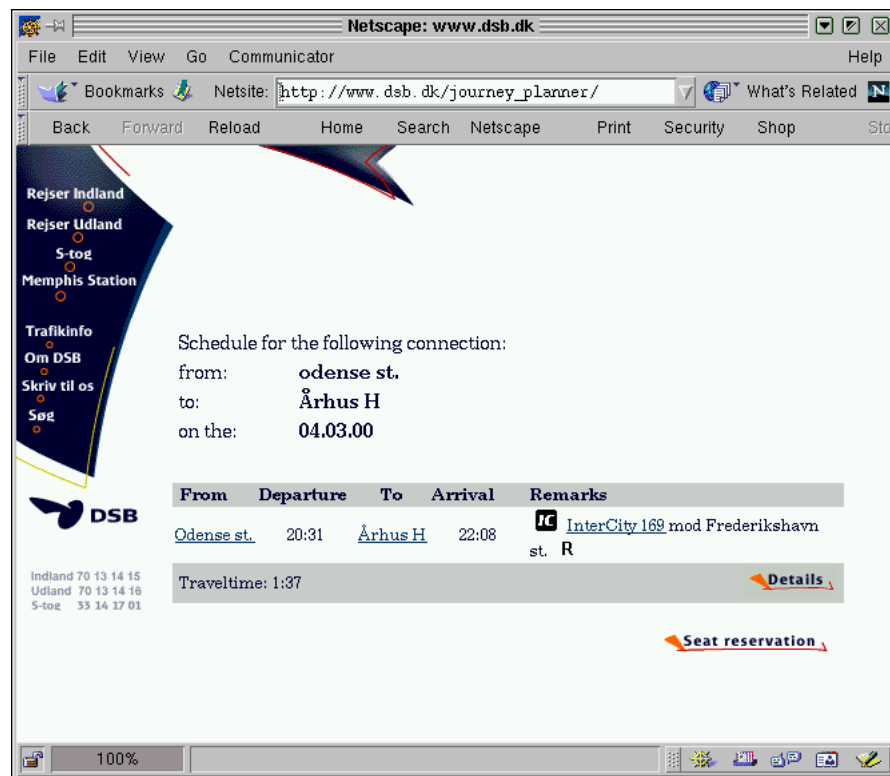 Netscape: www.dsb.dk
File Edit View Go Communicator Help
Bookmarks Netsite: http://www.dsb.dk/journey_planner/ What's Related N
Back Forward Reload Home Search Netscape Print Security Shop
Rejser Indland
Rejser Udland
S-tog
Memphis Station
Trafikinfo
Om DSB
Skriv til os
Søg
DSB
Indland 70 13 14 15
Udland 70 13 14 16
S-tog 33 14 17 01
Schedule for the following connection:
from: odense st.
to: Århus H
on the: 04.03.00
From Departure To Arrival Remarks
Odense st. 20:31 Århus H 22:08 IC InterCity 169 mod Frederikshavn
st. R
Traveltime: 1:37 Details
Seat reservation
100%